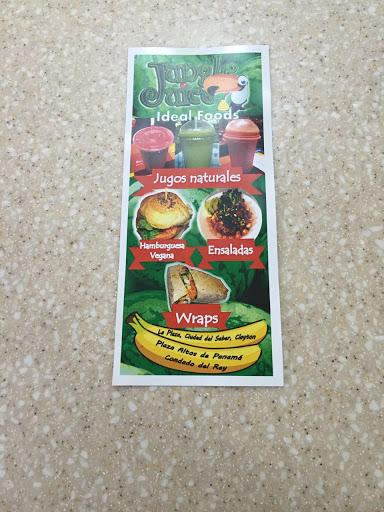 Jungle
Juice
Ideal Foods
Jugos naturales
Hamburguesa
Vegana
Ensaladas
Wraps
La Plaza, Ciudad del Saber, Clayton
Plaza Altos de Panamá
Condado del Rey